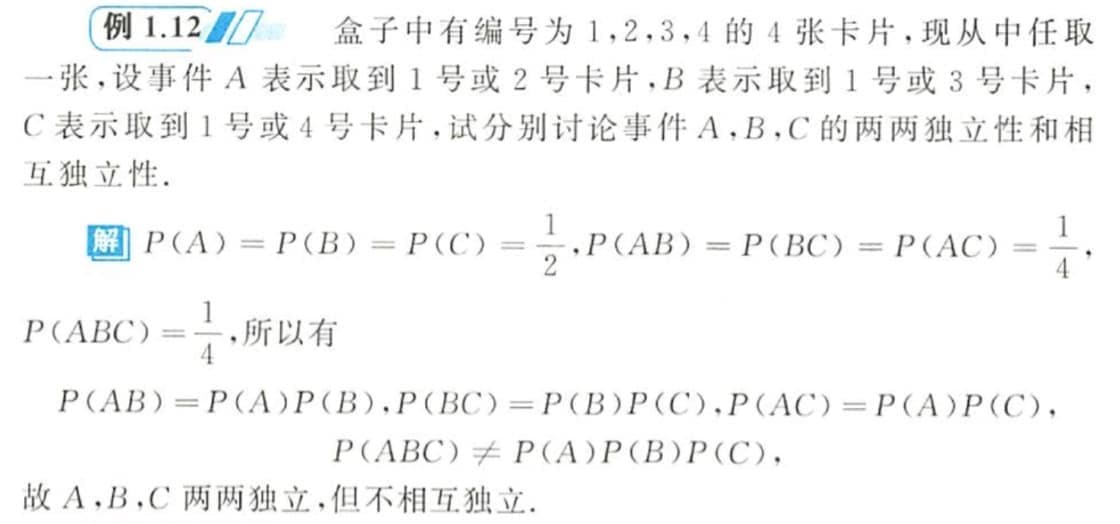 例 1.12 盒子中有编号为 1,2,3,4 的 4 张卡片,现从中任取
一张,设事件 A 表示取到 1 号或 2 号卡片,B 表示取到 1 号或 3 号卡片,
C 表示取到 1 号或 4 号卡片,试分别讨论事件 A,B,C 的两两独立性和相
互独立性.
解 P(A) = P(B) = P(C) = 1/2, P(AB) = P(BC) = P(AC) = 1/4,
P(ABC) = 1/4,所以有
P(AB) = P(A)P(B), P(BC) = P(B)P(C), P(AC) = P(A)P(C),
P(ABC) ≠ P(A)P(B)P(C),
故 A,B,C 两两独立,但不相互独立.